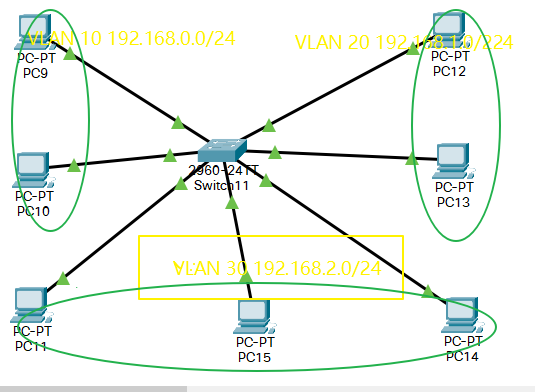 VLAN 10 192.168.0.0/24
VLAN 20 192.168.1.0/224
PC-PT
PC9
PC-PT
PC12
2960-24TT
Switch11
PC-PT
PC10
PC-PT
PC13
VLAN 30 192.168.2.0/24
PC-PT
PC11
PC-PT
PC15
PC-PT
PC14